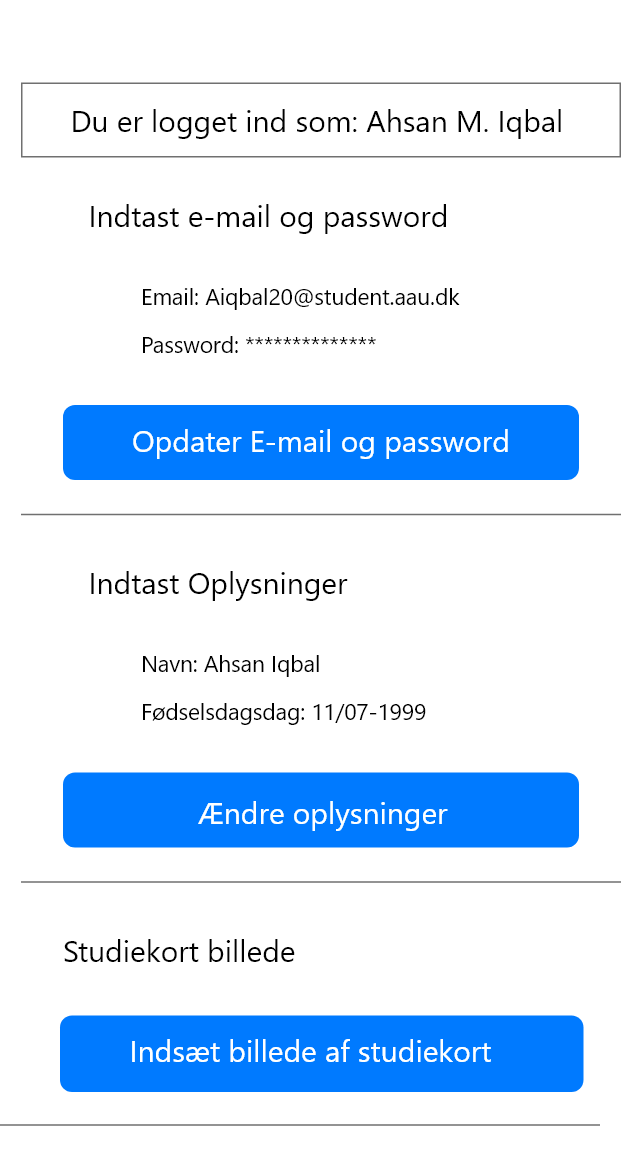 Du er logget ind som: Ahsan M. Iqbal
Indtast e-mail og password
Email: Aiqbal20@student.aau.dk
Password: **************
Opdater E-mail og password
Indtast Oplysninger
Navn: Ahsan Iqbal
Fødselsdagsdag: 11/07-1999
Ændre oplysninger
Studiekort billede
Indsæt billede af studiekort